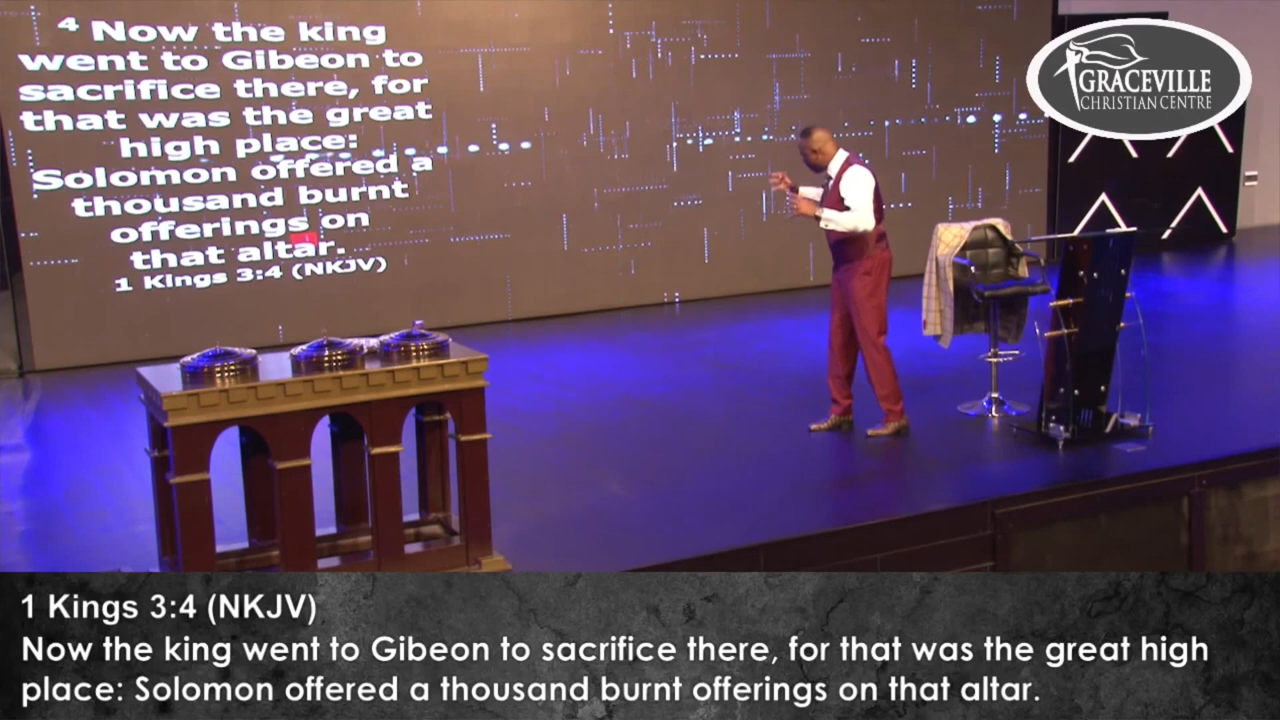 4 Now the king
went to Gibeon to
sacrifice there, for
that was the great
high place:
Solomon offered a
thousand burnt
offerings on
that altar.
1 Kings 3:4 (NKJV)
GRACEVILLE
CHRISTIAN CENTRE
1 Kings 3:4 (NKJV)
Now the king went to Gibeon to sacrifice there, for that was the great high
place: Solomon offered a thousand burnt offerings on that altar.